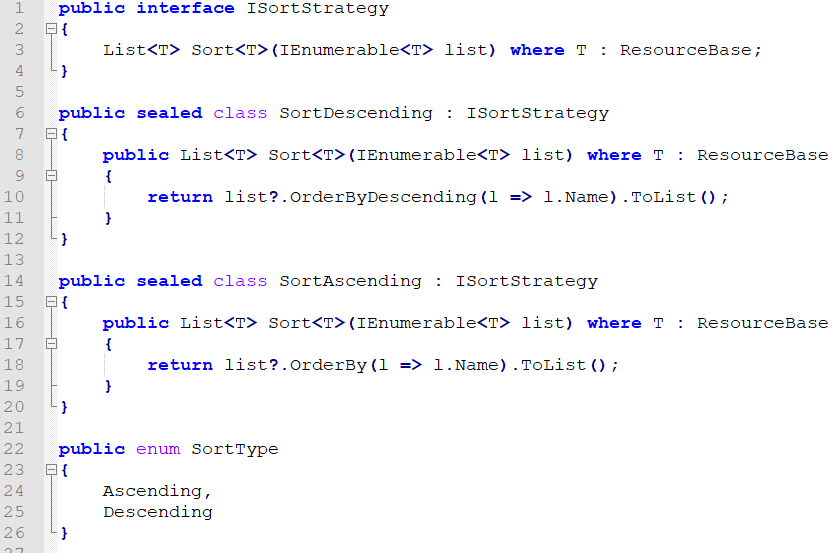 1 public interface ISortStrategy
2 {
3 List<T> Sort<T>(IEnumerable<T> list) where T : ResourceBase;
4 }
5
6 public sealed class SortDescending : ISortStrategy
7 {
8 public List<T> Sort<T>(IEnumerable<T> list) where T : ResourceBase
9 {
10 return list?.OrderByDescending(l => l.Name).ToList();
11 }
12 }
13
14 public sealed class SortAscending : ISortStrategy
15 {
16 public List<T> Sort<T>(IEnumerable<T> list) where T : ResourceBase
17 {
18 return list?.OrderBy(l => l.Name).ToList();
19 }
20 }
21
22 public enum SortType
23 {
24 Ascending,
25 Descending
26 }
27